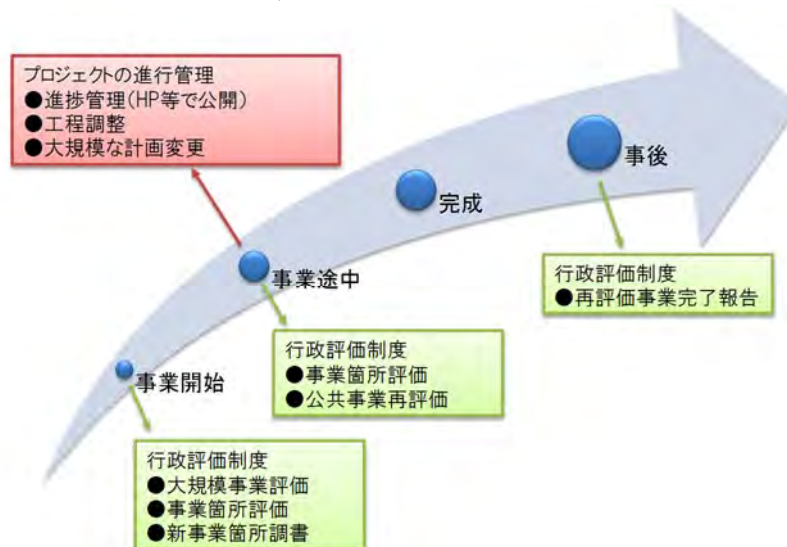 プロジェクトの進行管理
●進捗管理(HP等で公開)
●工程調整
●大規模な計画変更
事後
完成
事業途中
行政評価制度
●再評価事業完了報告
行政評価制度
●事業箇所評価
●公共事業再評価
事業開始
行政評価制度
●大規模事業評価
●事業箇所評価
●新事業箇所調書